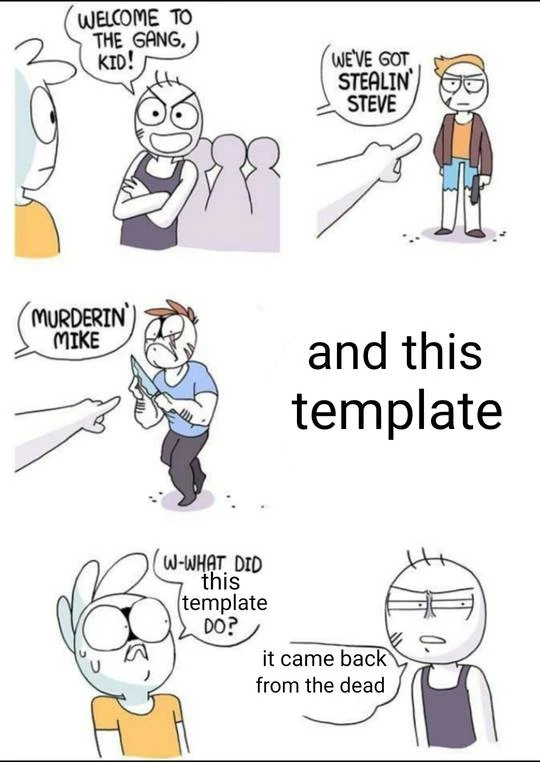 WELCOME TO
THE GANG,
KID!
WE'VE GOT
STEALIN'
STEVE
MURDERIN'
MIKE
and this
template
W-WHAT DID
this
template
DO?
it came back
from the dead